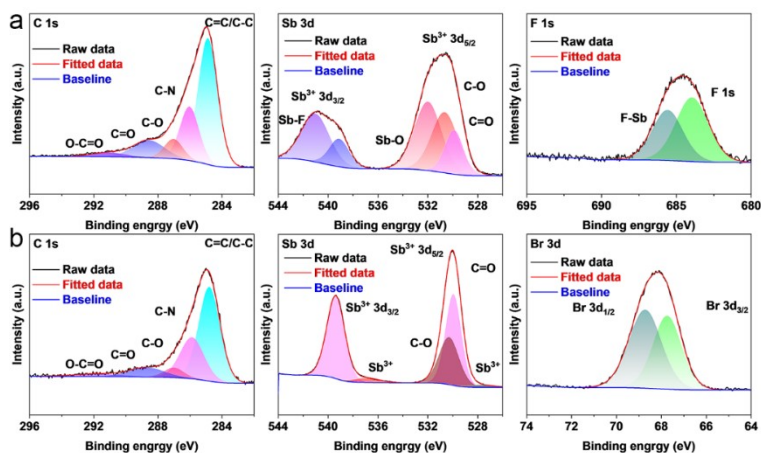 a
C 1s
C=C/C-C
Raw data
Fitted data
Baseline
C-N
C-O
C=O
O-C=O
Intensity (a.u.)
296 292 288 284
Binding engrgy (eV)
Sb 3d
Sb³⁺ 3d₅/₂
Raw data
Fitted data
Baseline
Sb³⁺ 3d₃/₂
C-O
Sb-F
Sb-O
C=O
Intensity (a.u.)
544 540 536 532 528
Binding engrgy (eV)
F 1s
Raw data
Fitted data
Baseline
F 1s
F-Sb
Intensity (a.u.)
695 690 685 680
Binding engrgy (eV)
b
C 1s
C=C/C-C
Raw data
Fitted data
Baseline
C-N
C-O
C=O
O-C=O
Intensity (a.u.)
296 292 288 284
Binding engrgy (eV)
Sb 3d
Sb³⁺ 3d₅/₂
Raw data
Fitted data
Baseline
C=O
Sb³⁺ 3d₃/₂
C-O
Sb³⁺
Sb³⁺
Intensity (a.u.)
544 540 536 532 528
Binding engrgy (eV)
Br 3d
Raw data
Fitted data
Baseline
Br 3d₁/₂
Br 3d₃/₂
Intensity (a.u.)
74 72 70 68 66 64
Binding engrgy (eV)